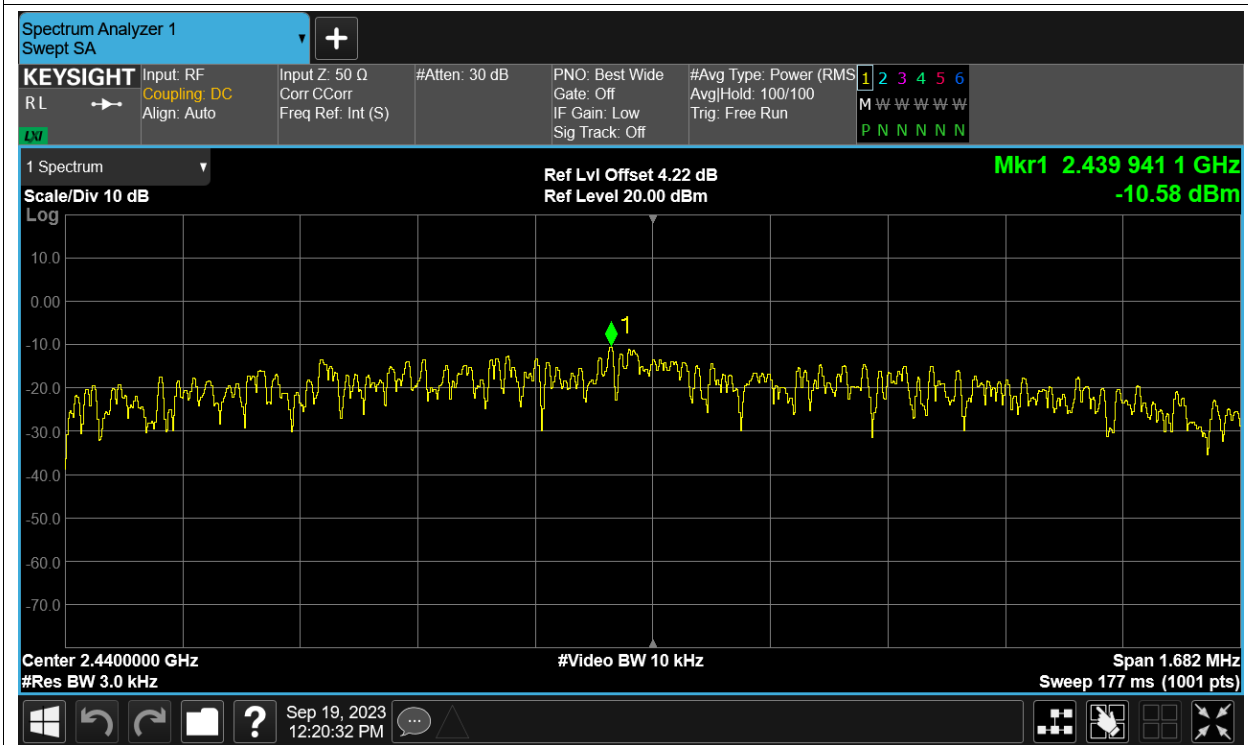 Spectrum Analyzer 1
Swept SA
▼
+
KEYSIGHT
RL
LXI
Input: RF
Coupling: DC
Align: Auto
Input Z: 50 Ω
Corr CCorr
Freq Ref: Int (S)
#Atten: 30 dB
PNO: Best Wide
Gate: Off
IF Gain: Low
Sig Track: Off
#Avg Type: Power (RMS
Avg|Hold: 100/100
Trig: Free Run
1 2 3 4 5 6
M W W W W W
P N N N N N
1 Spectrum ▼
Scale/Div 10 dB
Log
Ref Lvl Offset 4.22 dB
Ref Level 20.00 dBm
Mkr1 2.439 941 1 GHz
-10.58 dBm
10.0
0.00
-10.0
-20.0
-30.0
-40.0
-50.0
-60.0
-70.0
1
Center 2.4400000 GHz
#Res BW 3.0 kHz
#Video BW 10 kHz
Span 1.682 MHz
Sweep 177 ms (1001 pts)
?
Sep 19, 2023
12:20:32 PM